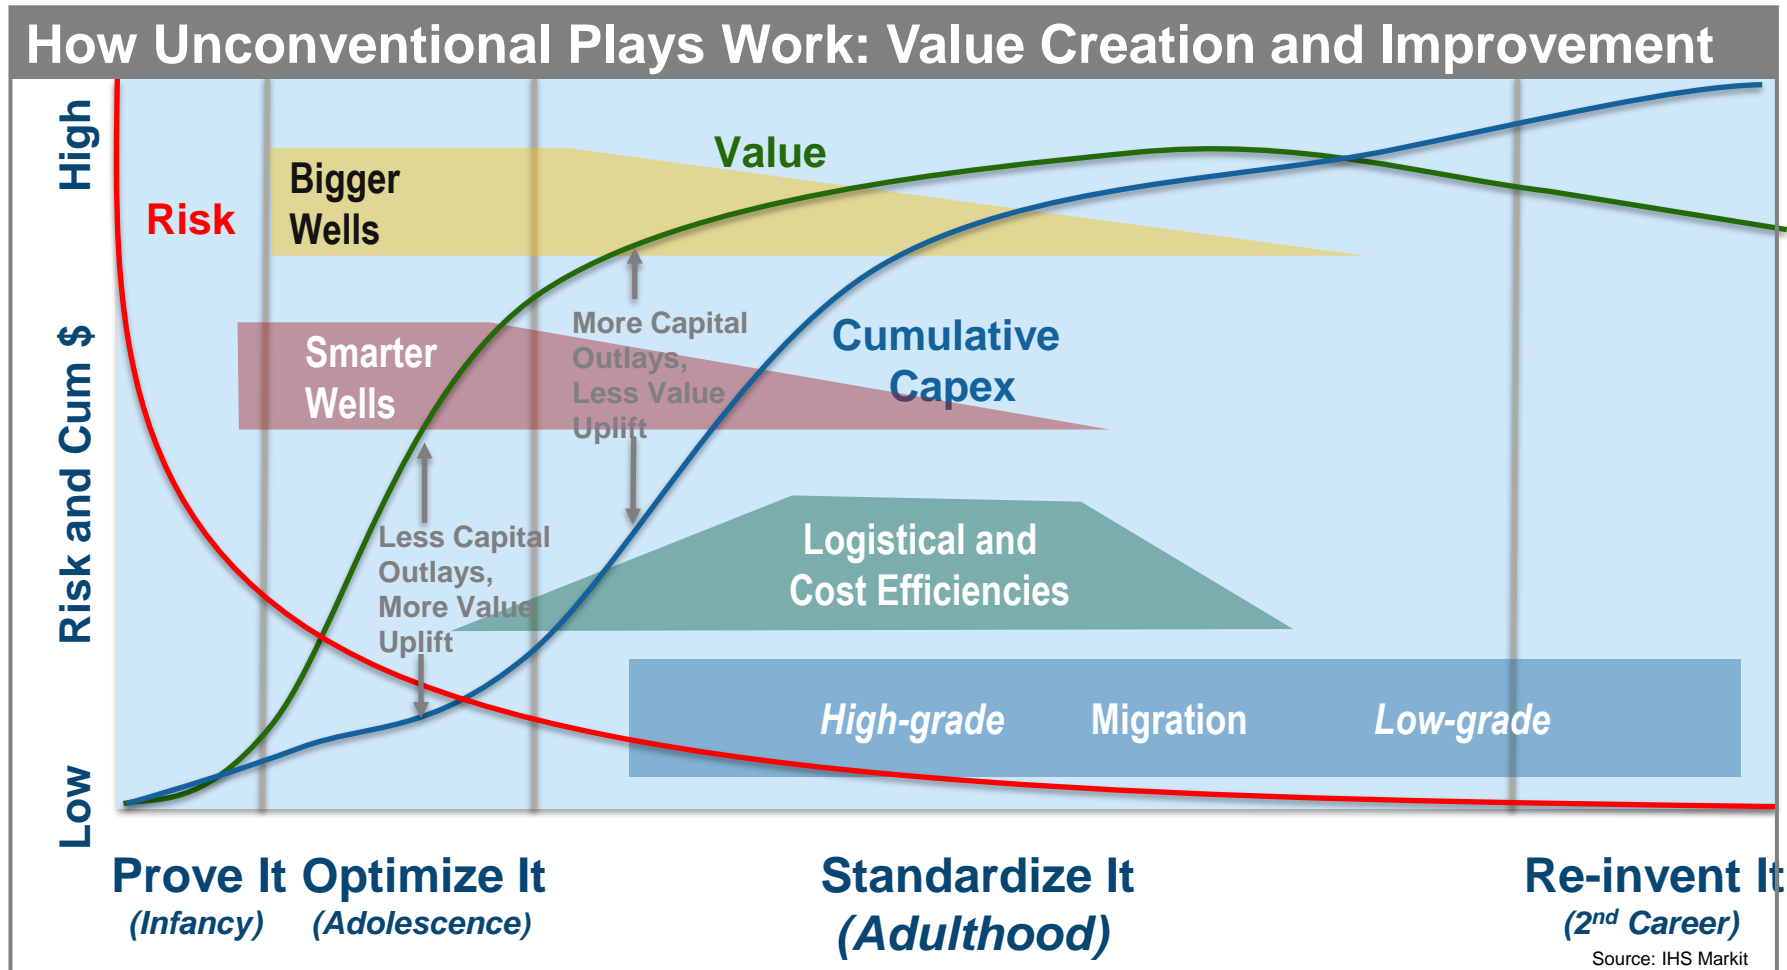 How Unconventional Plays Work: Value Creation and Improvement
High
Risk and Cum $
Low
Risk
Bigger
Wells
Value
Smarter
Wells
More Capital
Outlays,
Less Value
Uplift
Cumulative
Capex
Less Capital
Outlays,
More Value
Uplift
Logistical and
Cost Efficiencies
High-grade Migration Low-grade
Prove It Optimize It Standardize It Re-invent It
(Infancy) (Adolescence) (Adulthood) (2nd Career)
Source: IHS Markit